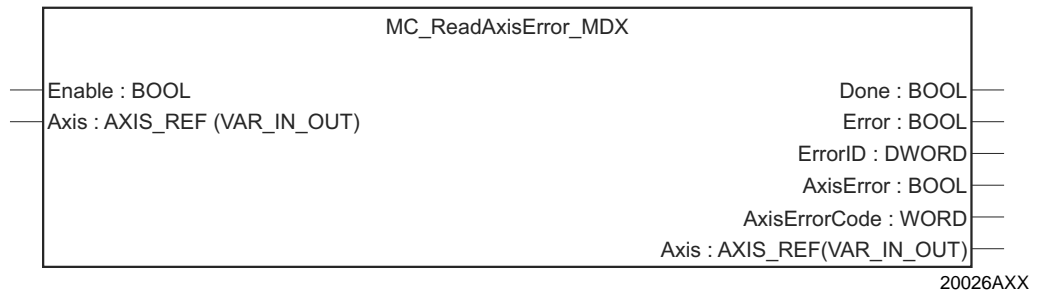 MC_ReadAxisError_MDX
Enable : BOOL
Done : BOOL
Axis : AXIS_REF (VAR_IN_OUT)
Error : BOOL
ErrorID : DWORD
AxisError : BOOL
AxisErrorCode : WORD
Axis : AXIS_REF(VAR_IN_OUT)
20026AXX